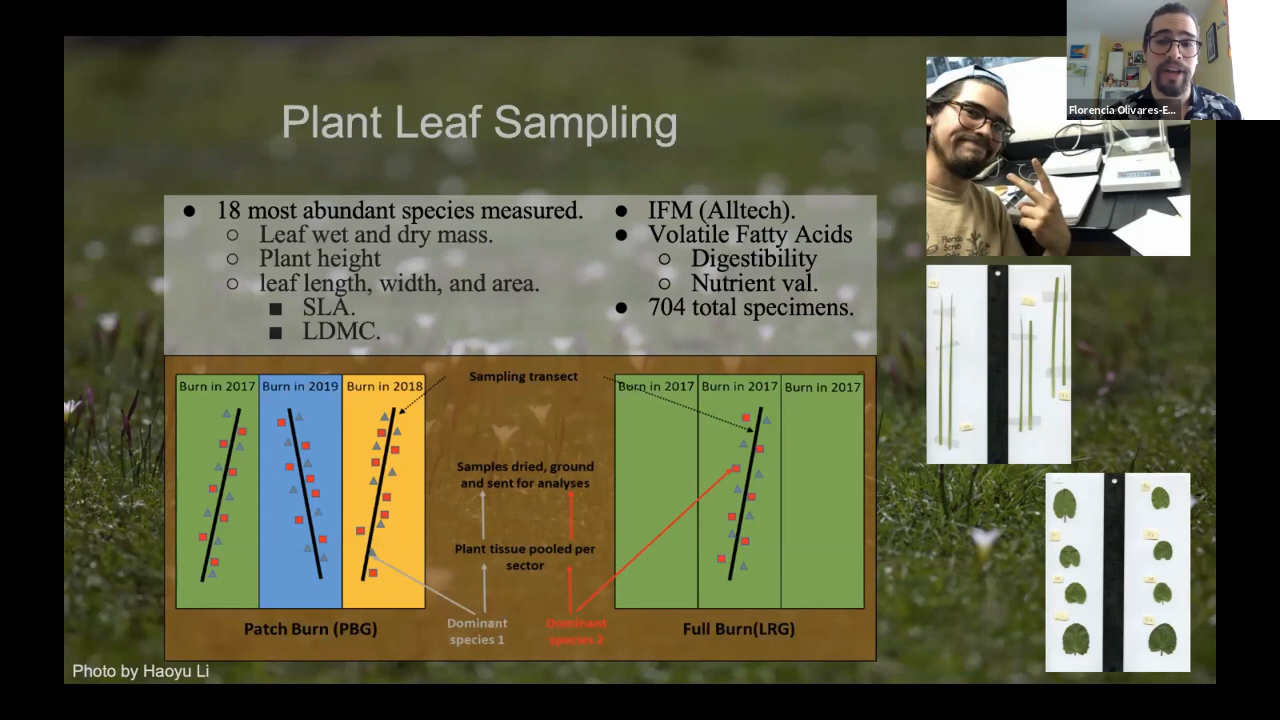 Florencia Olivares-E...
Plant Leaf Sampling
● 18 most abundant species measured.
○ Leaf wet and dry mass.
○ Plant height
○ leaf length, width, and area.
■ SLA.
■ LDMC.
● IFM (Alltech).
● Volatile Fatty Acids
○ Digestibility
○ Nutrient val.
● 704 total specimens.
Burn in 2017
Burn in 2019
Burn in 2018
Sampling transect
Burn in 2017
Burn in 2017
Burn in 2017
Samples dried, ground
and sent for analyses
Plant tissue pooled per
sector
Dominant
species 1
Dominant
species 2
Patch Burn (PBG)
Full Burn(LRG)
Photo by Haoyu Li